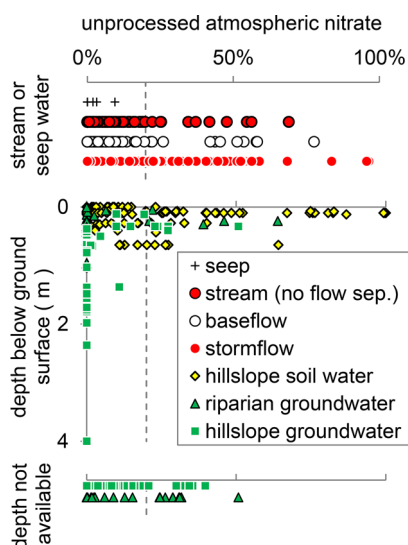 unprocessed atmospheric nitrate
0% 50% 100%
stream or
seep water
0
2
4
depth below ground
surface ( m )
seep
stream (no flow sep.)
baseflow
stormflow
hillslope soil water
riparian groundwater
hillslope groundwater
depth not
available